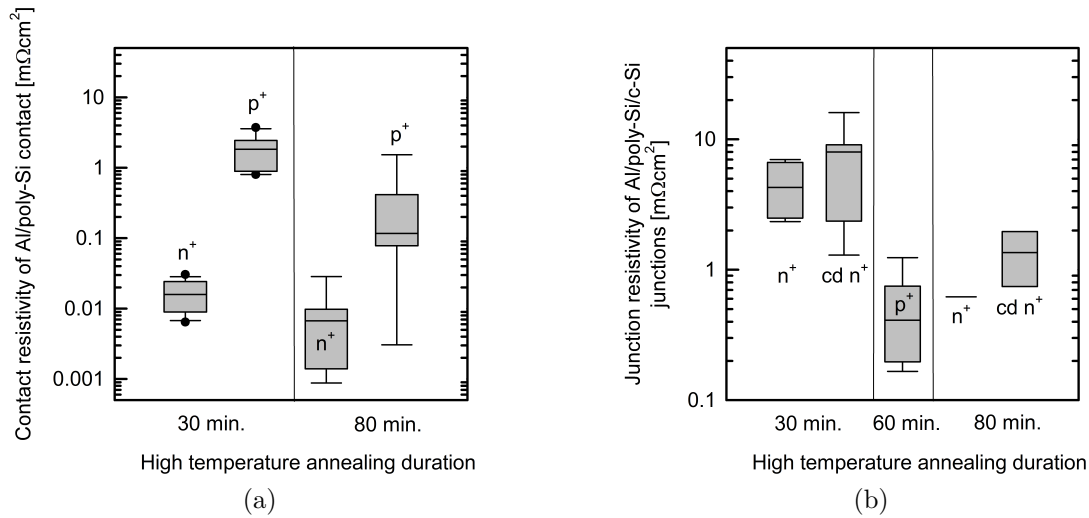 Contact resistivity of Al/poly-Si contact [mΩcm²]
10
1
0.1
0.01
0.001
n⁺
p⁺
n⁺
p⁺
30 min.
80 min.
High temperature annealing duration
(a)
Junction resistivity of Al/poly-Si/c-Si
junctions [mΩcm²]
10
1
0.1
n⁺
cd n⁺
p⁺
n⁺
cd n⁺
30 min.
60 min.
80 min.
High temperature annealing duration
(b)